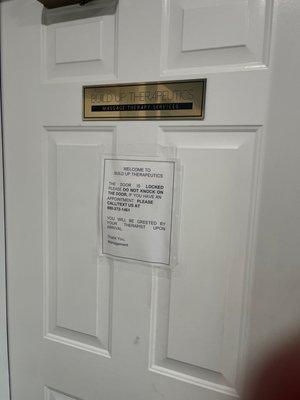 BUILD UP THERAPEUTICS
MASSAGE THERAPY SERVICES
WELCOME TO
BUILD UP THERAPEUTICS
THE DOOR IS LOCKED
PLEASE DO NOT KNOCK ON
THE DOOR, IF YOU HAVE AN
APPOINTMENT, PLEASE
CALL/TEXT US AT
YOU WILL BE GREETED BY
YOUR THERAPIST UPON
ARRIVAL.
Thank You,
Management